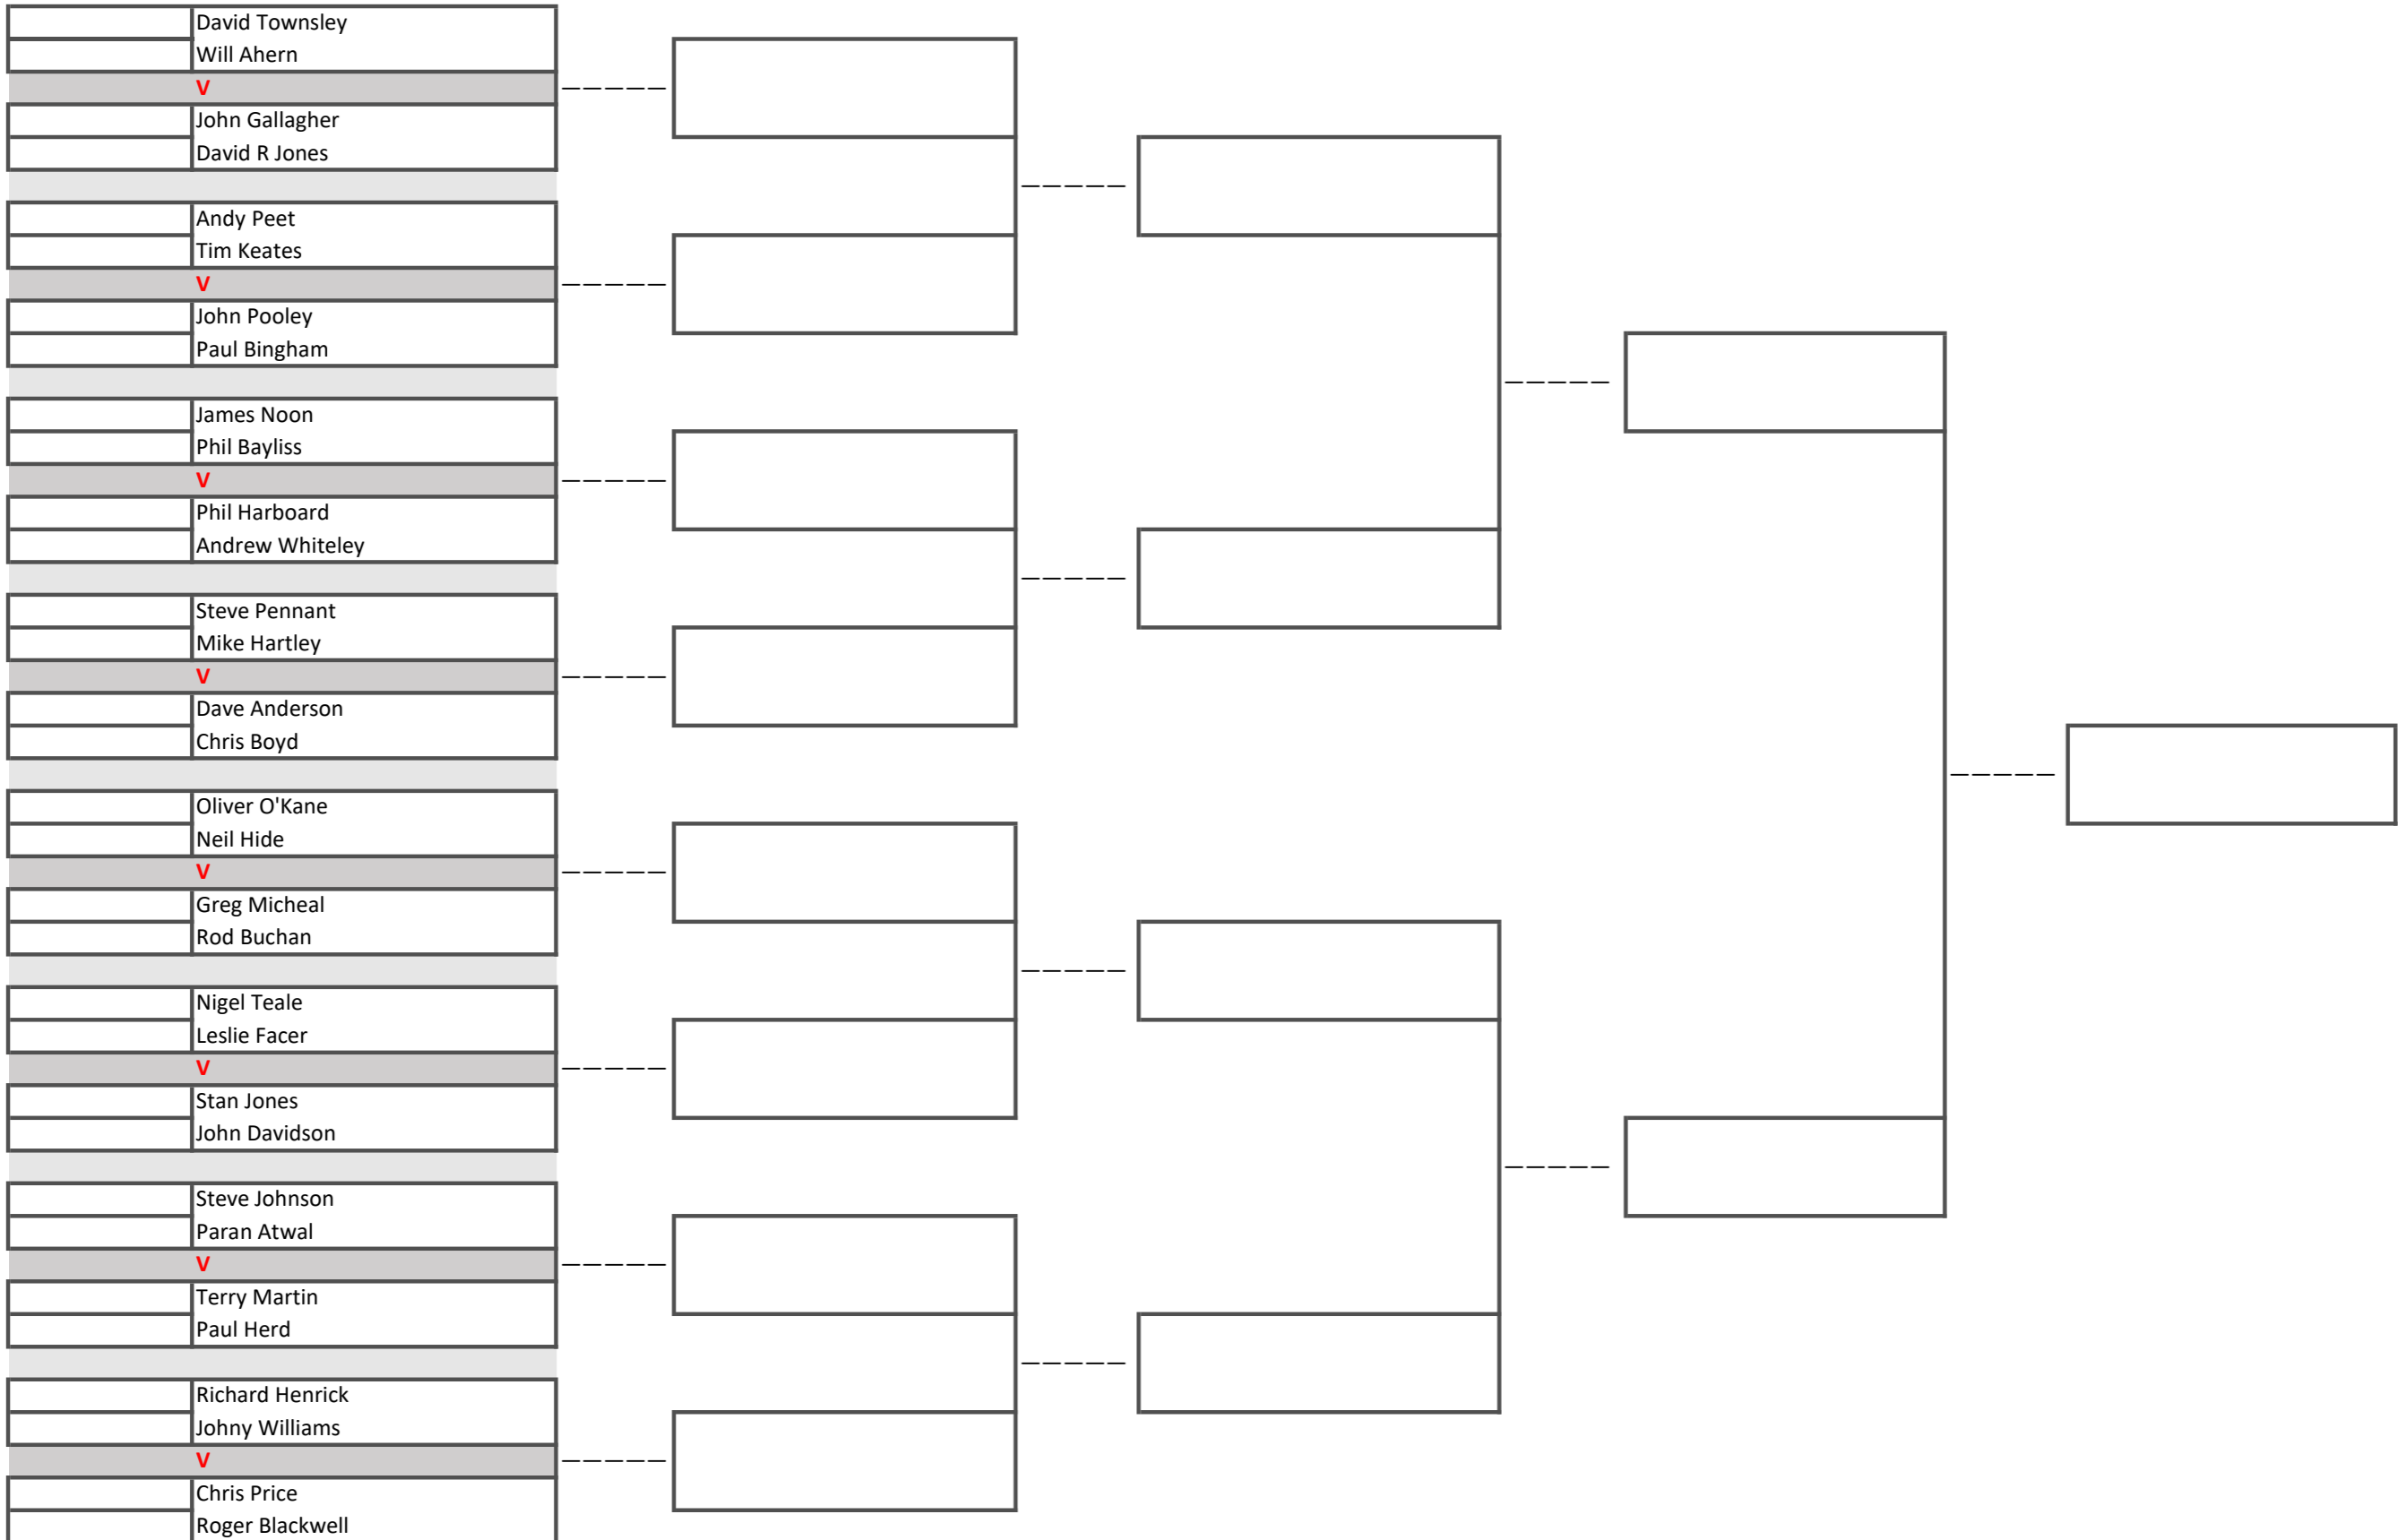 David Townsley
Will Ahern
V
John Gallagher
David R Jones
Andy Peet
Tim Keates
V
John Pooley
Paul Bingham
James Noon
Phil Bayliss
V
Phil Harboard
Andrew Whiteley
Steve Pennant
Mike Hartley
V
Dave Anderson
Chris Boyd
Oliver O'Kane
Neil Hide
V
Greg Micheal
Rod Buchan
Nigel Teale
Leslie Facer
V
Stan Jones
John Davidson
Steve Johnson
Paran Atwal
V
Terry Martin
Paul Herd
Richard Henrick
Johny Williams
V
Chris Price
Roger Blackwell